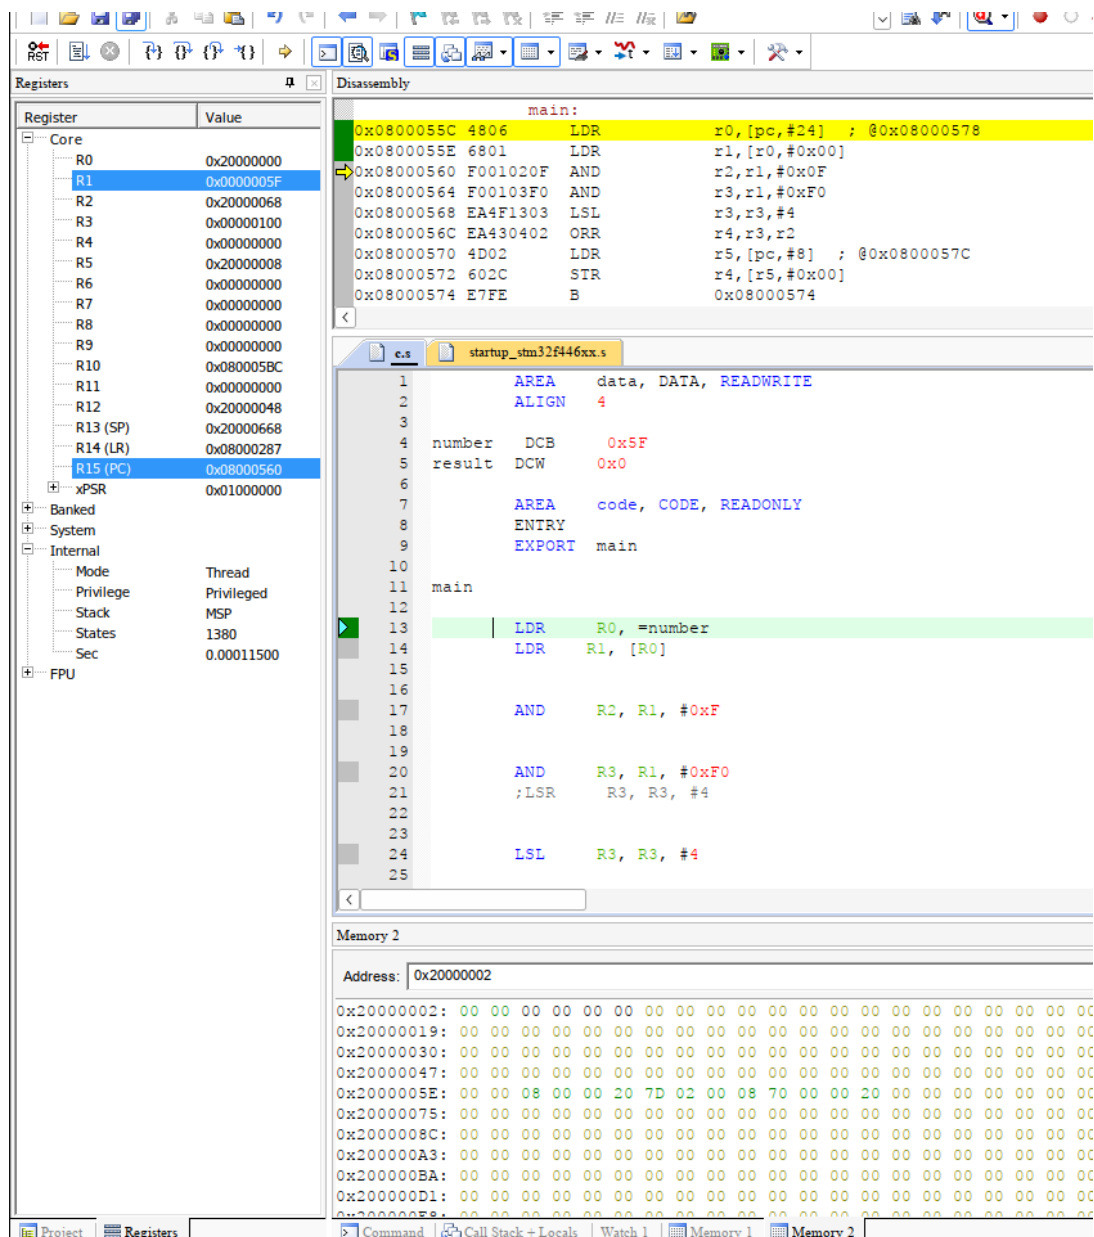 RST
Registers
Register Value
Core
R0 0x20000000
R1 0x0000005F
R2 0x20000068
R3 0x00000100
R4 0x00000000
R5 0x20000008
R6 0x00000000
R7 0x00000000
R8 0x00000000
R9 0x00000000
R10 0x080005BC
R11 0x00000000
R12 0x20000048
R13 (SP) 0x20000668
R14 (LR) 0x08000287
R15 (PC) 0x08000560
xPSR 0x01000000
Banked
System
Internal
Mode Thread
Privilege Privileged
Stack MSP
States 1380
Sec 0.00011500
FPU
Project Registers
Disassembly
main:
0x0800055C 4806 LDR r0,[pc,#24] ; @0x08000578
0x0800055E 6801 LDR r1,[r0,#0x00]
0x08000560 F001020F AND r2,r1,#0x0F
0x08000564 F00103F0 AND r3,r1,#0xF0
0x08000568 EA4F1303 LSL r3,r3,#4
0x0800056C EA430402 ORR r4,r3,r2
0x08000570 4D02 LDR r5,[pc,#8] ; @0x0800057C
0x08000572 602C STR r4,[r5,#0x00]
0x08000574 E7FE B 0x08000574
c.s startup_stm32f446xx.s
1 AREA data, DATA, READWRITE
2 ALIGN 4
3
4 number DCB 0x5F
5 result DCW 0x0
6
7 AREA code, CODE, READONLY
8 ENTRY
9 EXPORT main
10
11 main
12
13 LDR R0, =number
14 LDR R1, [R0]
15
16
17 AND R2, R1, #0xF
18
19
20 AND R3, R1, #0xF0
21 ;LSR R3, R3, #4
22
23
24 LSL R3, R3, #4
25
Memory 2
Address: 0x20000002
0x20000002: 00 00 00 00 00 00 00 00 00 00 00 00 00 00 00 00 00 00 00 00 00
0x20000019: 00 00 00 00 00 00 00 00 00 00 00 00 00 00 00 00 00 00 00 00 00
0x20000030: 00 00 00 00 00 00 00 00 00 00 00 00 00 00 00 00 00 00 00 00 00
0x20000047: 00 00 00 00 00 00 00 00 00 00 00 00 00 00 00 00 00 00 00 00 00
0x2000005E: 00 00 08 00 00 20 7D 02 00 08 70 00 00 20 00 00 00 00 00 00 00
0x20000075: 00 00 00 00 00 00 00 00 00 00 00 00 00 00 00 00 00 00 00 00 00
0x2000008C: 00 00 00 00 00 00 00 00 00 00 00 00 00 00 00 00 00 00 00 00 00
0x200000A3: 00 00 00 00 00 00 00 00 00 00 00 00 00 00 00 00 00 00 00 00 00
0x200000BA: 00 00 00 00 00 00 00 00 00 00 00 00 00 00 00 00 00 00 00 00 00
0x200000D1: 00 00 00 00 00 00 00 00 00 00 00 00 00 00 00 00 00 00 00 00 00
Command Call Stack + Locals Watch 1 Memory 1 Memory 2